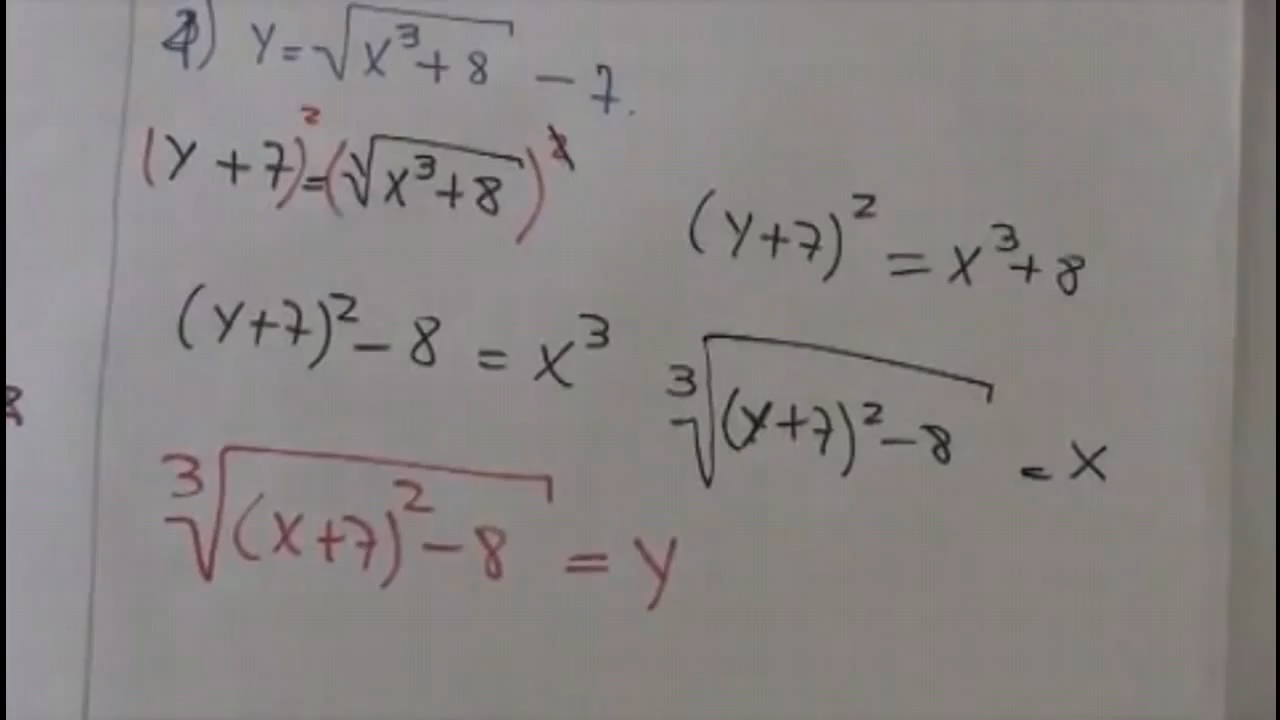 2) y = √(x³ + 8) - 7.
(y + 7)² = (√(x³ + 8))²
(y + 7)² = x³ + 8
(y + 7)² - 8 = x³
∛((y + 7)² - 8) = x
∛((x + 7)² - 8) = y